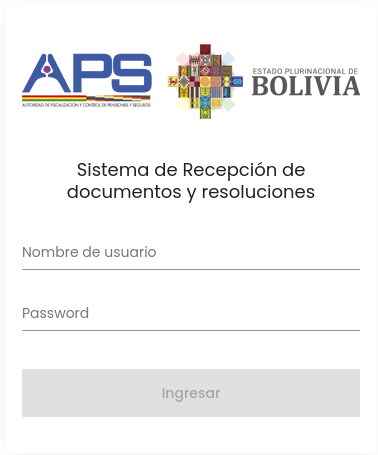 APS
AUTORIDAD DE FISCALIZACIÓN Y CONTROL DE PENSIONES Y SEGUROS
ESTADO PLURINACIONAL DE
BOLIVIA
Sistema de Recepción de
documentos y resoluciones
Nombre de usuario
Password
Ingresar